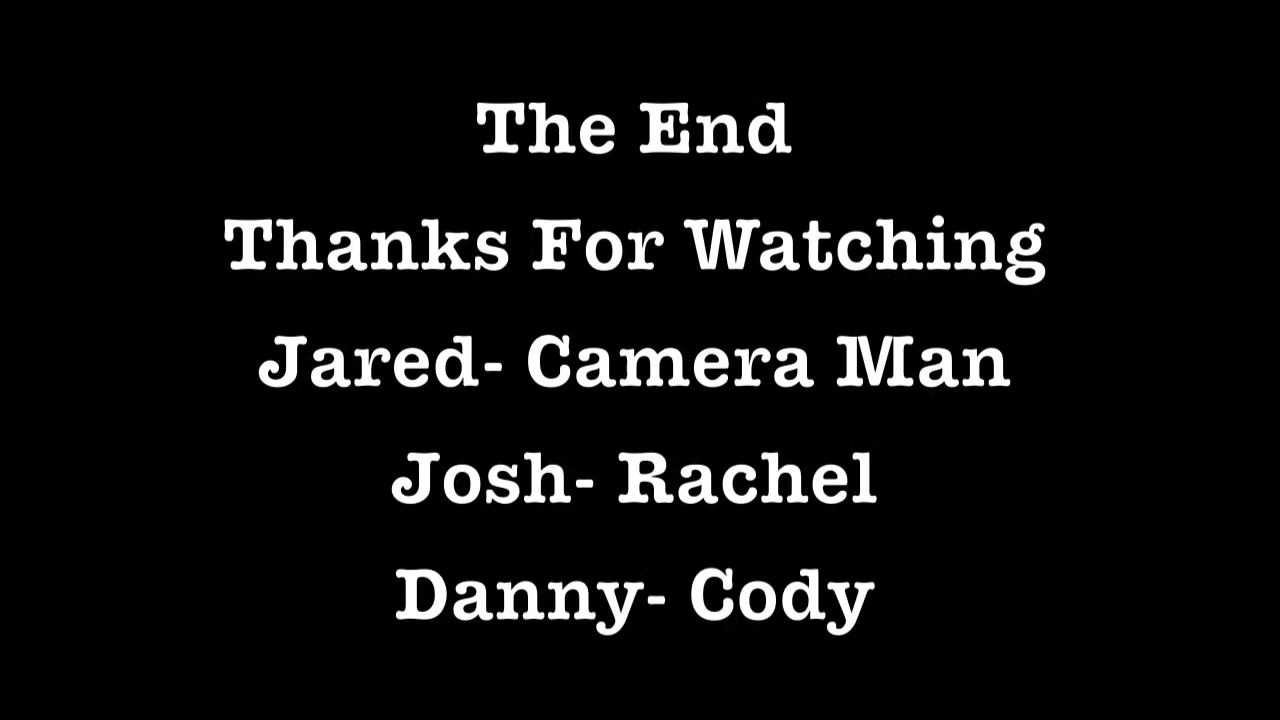 The End
Thanks For Watching
Jared- Camera Man
Josh- Rachel
Danny- Cody